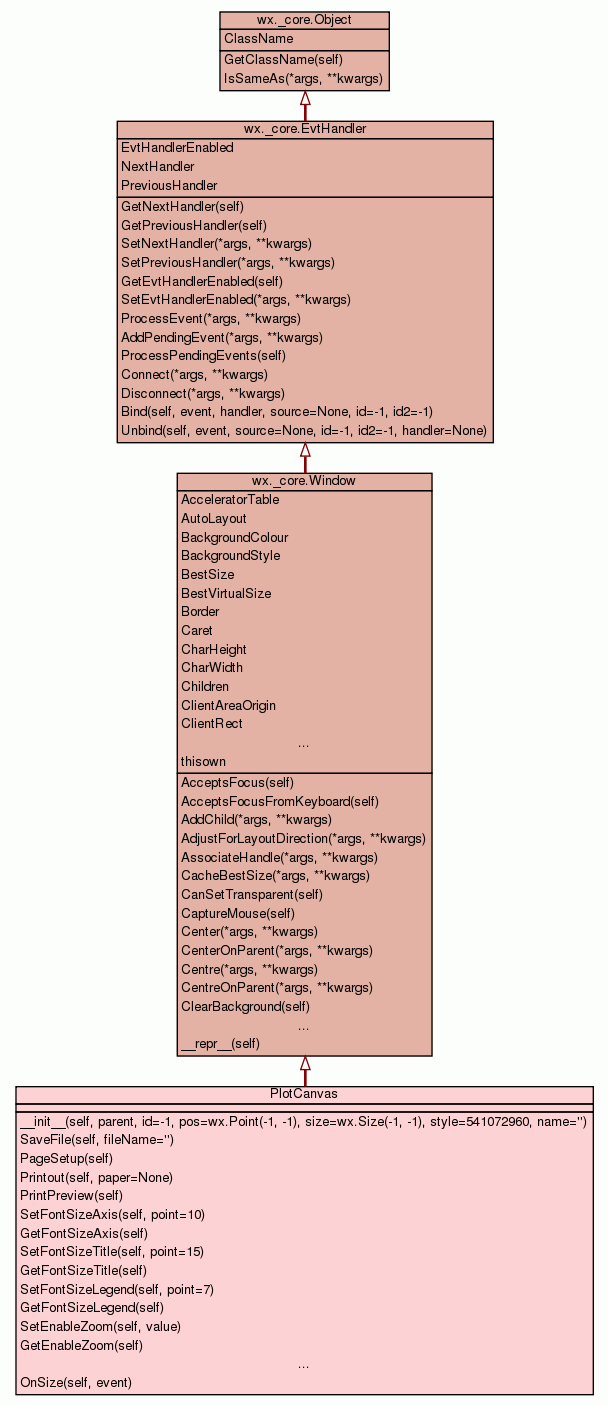 wx._core.Object
ClassName
GetClassName(self)
IsSameAs(*args, **kwargs)
wx._core.EvtHandler
EvtHandlerEnabled
NextHandler
PreviousHandler
GetNextHandler(self)
GetPreviousHandler(self)
SetNextHandler(*args, **kwargs)
SetPreviousHandler(*args, **kwargs)
GetEvtHandlerEnabled(self)
SetEvtHandlerEnabled(*args, **kwargs)
ProcessEvent(*args, **kwargs)
AddPendingEvent(*args, **kwargs)
ProcessPendingEvents(self)
Connect(*args, **kwargs)
Disconnect(*args, **kwargs)
Bind(self, event, handler, source=None, id=-1, id2=-1)
Unbind(self, event, source=None, id=-1, id2=-1, handler=None)
wx._core.Window
AcceleratorTable
AutoLayout
BackgroundColour
BackgroundStyle
BestSize
BestVirtualSize
Border
Caret
CharHeight
CharWidth
Children
ClientAreaOrigin
ClientRect
...
thisown
AcceptsFocus(self)
AcceptsFocusFromKeyboard(self)
AddChild(*args, **kwargs)
AdjustForLayoutDirection(*args, **kwargs)
AssociateHandle(*args, **kwargs)
CacheBestSize(*args, **kwargs)
CanSetTransparent(self)
CaptureMouse(self)
Center(*args, **kwargs)
CenterOnParent(*args, **kwargs)
Centre(*args, **kwargs)
CentreOnParent(*args, **kwargs)
ClearBackground(self)
...
__repr__(self)
PlotCanvas
__init__(self, parent, id=-1, pos=wx.Point(-1, -1), size=wx.Size(-1, -1), style=541072960, name='')
SaveFile(self, fileName='')
PageSetup(self)
Printout(self, paper=None)
PrintPreview(self)
SetFontSizeAxis(self, point=10)
GetFontSizeAxis(self)
SetFontSizeTitle(self, point=15)
GetFontSizeTitle(self)
SetFontSizeLegend(self, point=7)
GetFontSizeLegend(self)
SetEnableZoom(self, value)
GetEnableZoom(self)
...
OnSize(self, event)